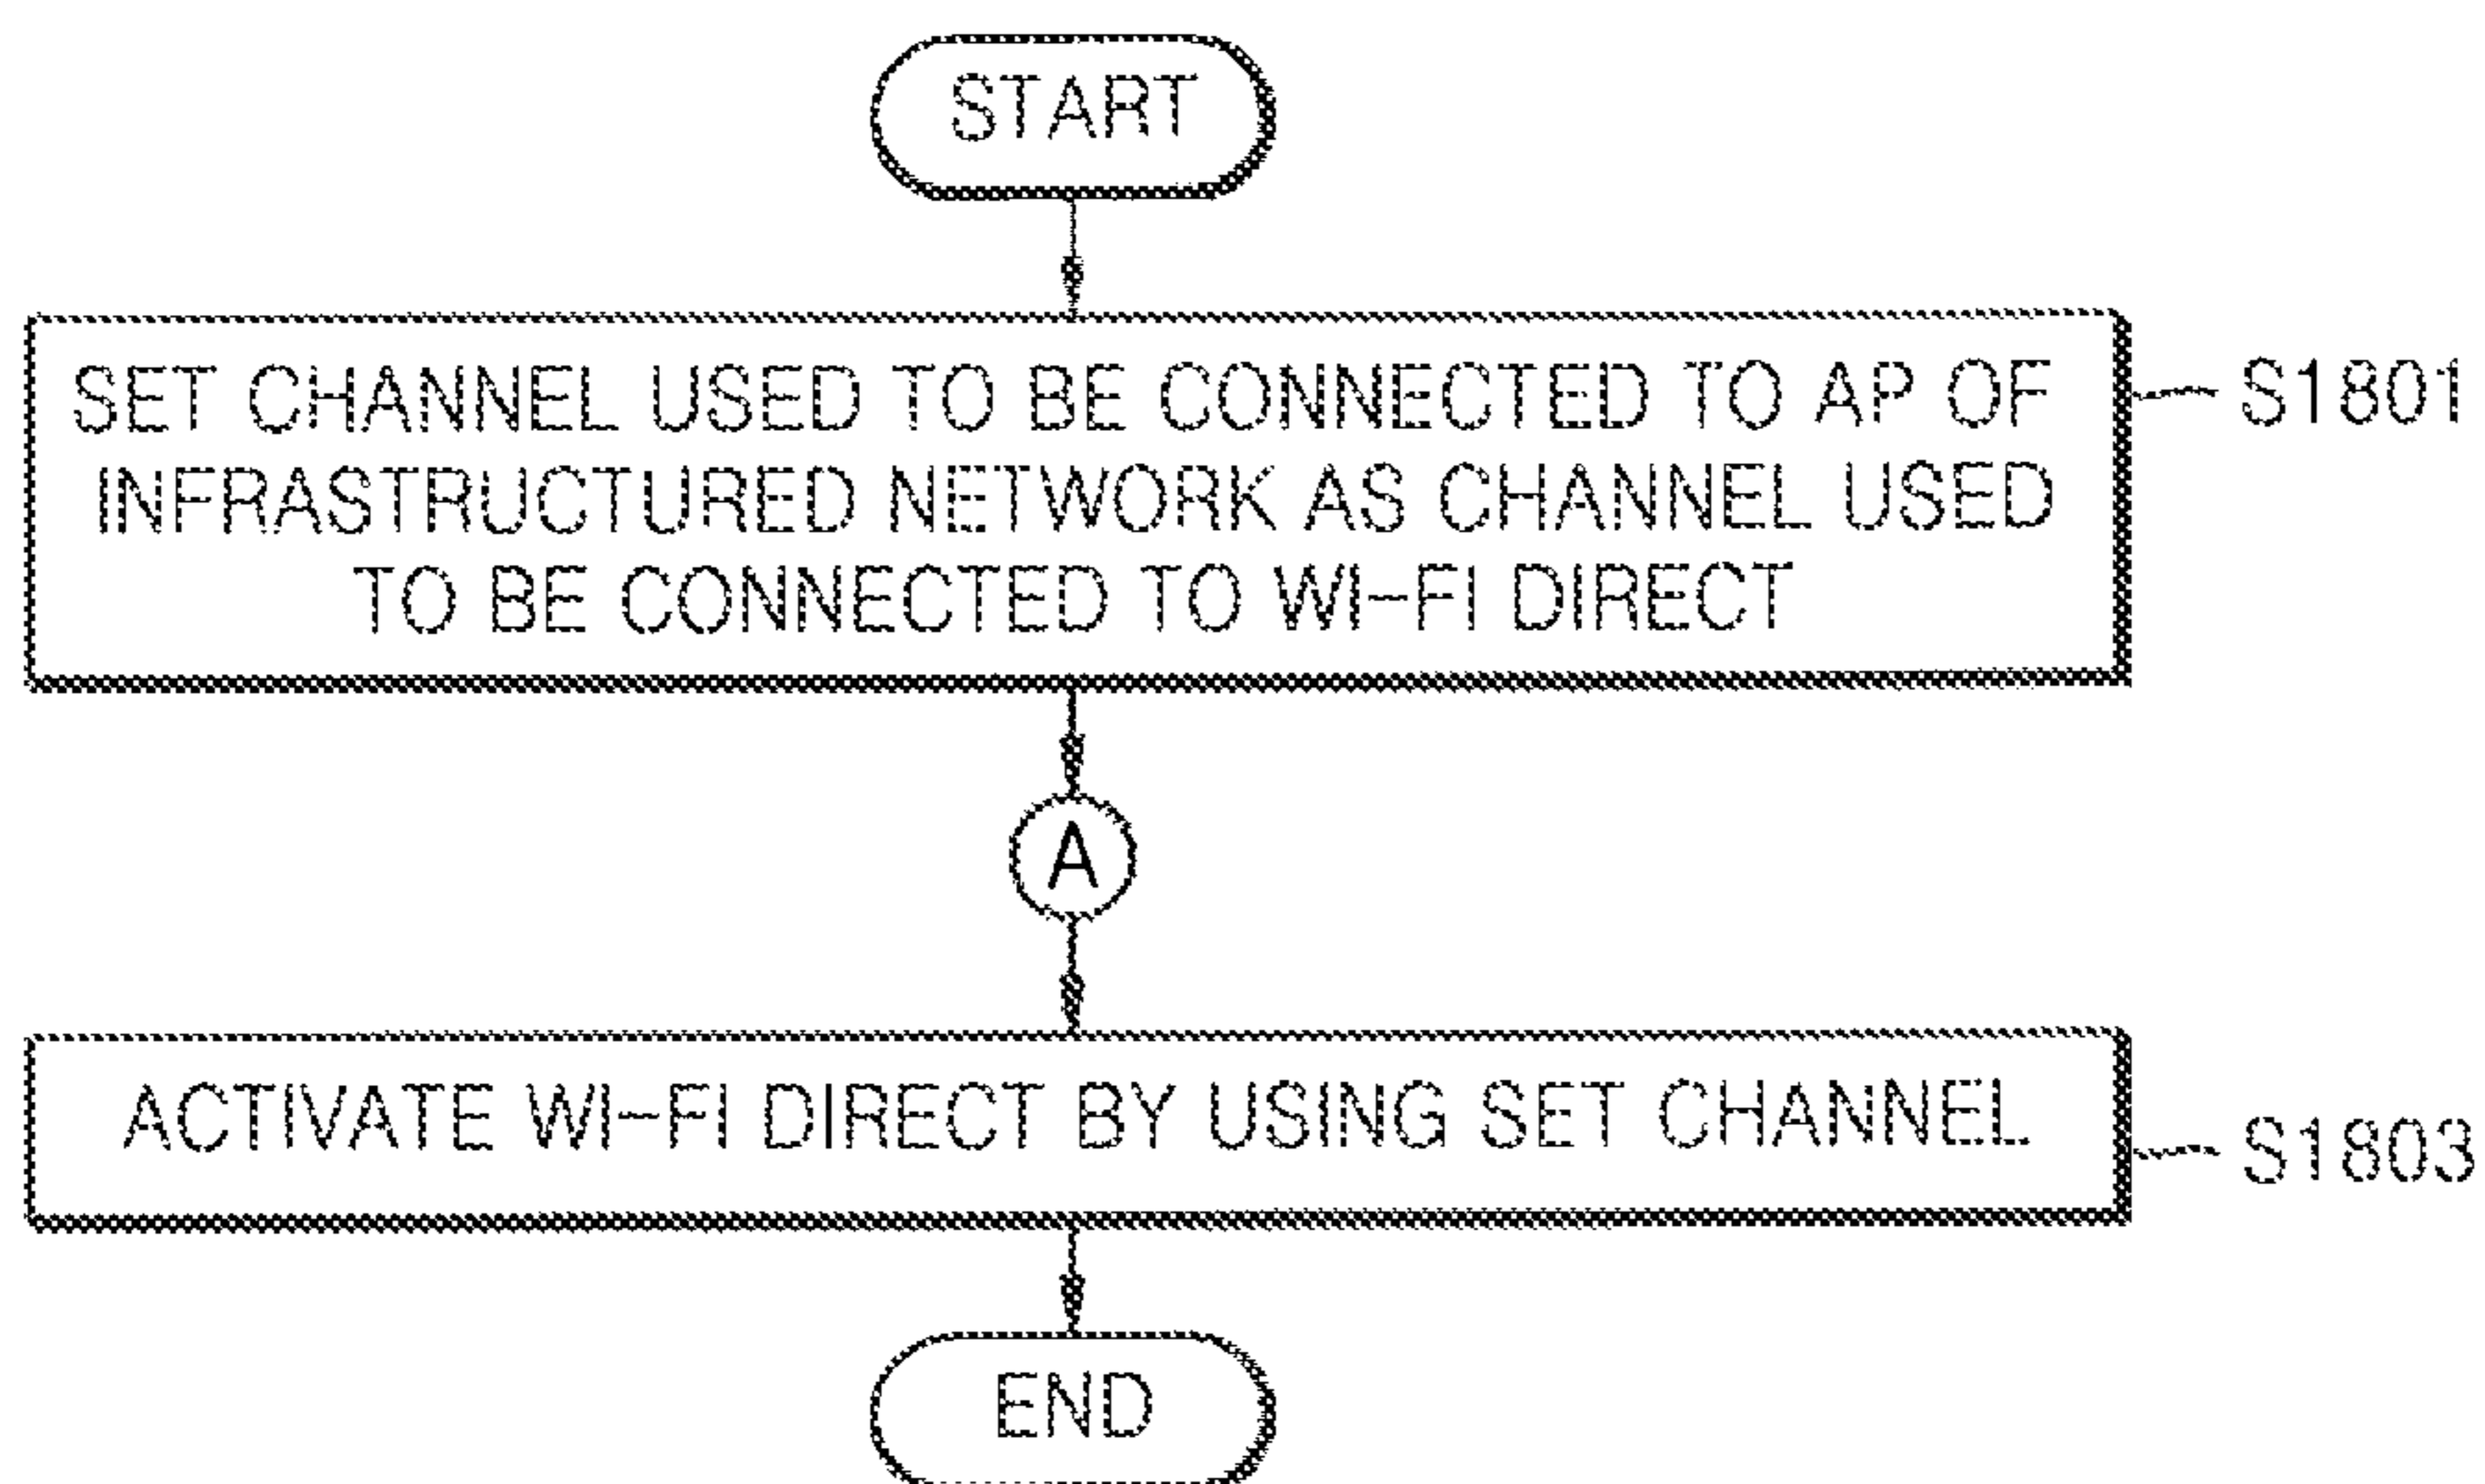 START
SET CHANNEL USED TO BE CONNECTED TO AP OF
INFRASTRUCTURED NETWORK AS CHANNEL USED
TO BE CONNECTED TO WI-FI DIRECT
S1801
A
ACTIVATE WI-FI DIRECT BY USING SET CHANNEL
S1803
END